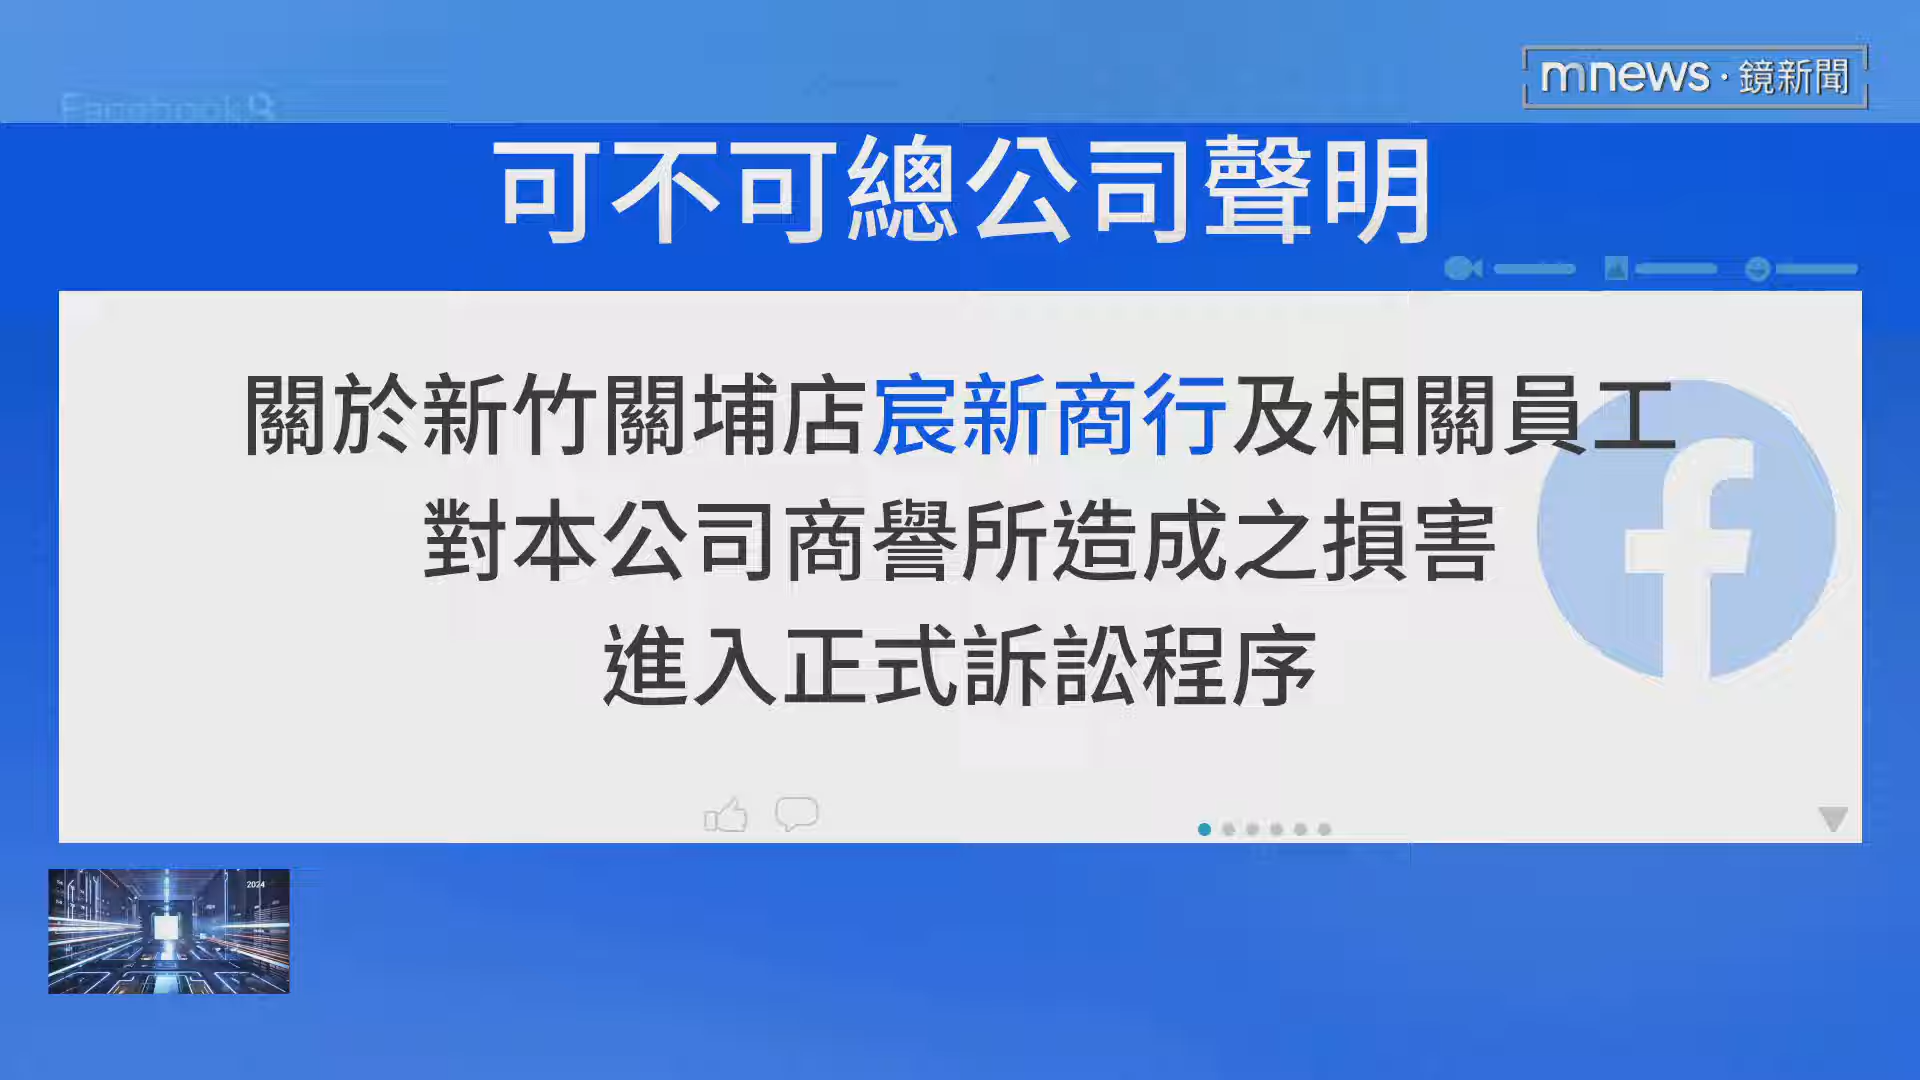 mnews·鏡新聞
可不可總公司聲明
關於新竹關埔店宸新商行及相關員工
對本公司商譽所造成之損害
進入正式訴訟程序
2024